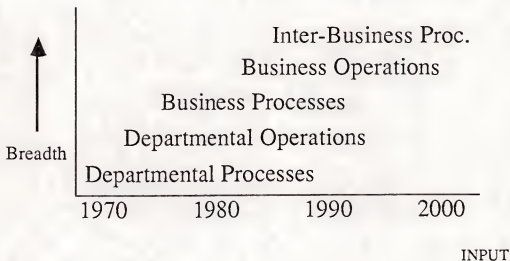 Inter-Business Proc.
Business Operations
Business Processes
Departmental Operations
Breadth
Departmental Processes
1970 1980 1990 2000
INPUT